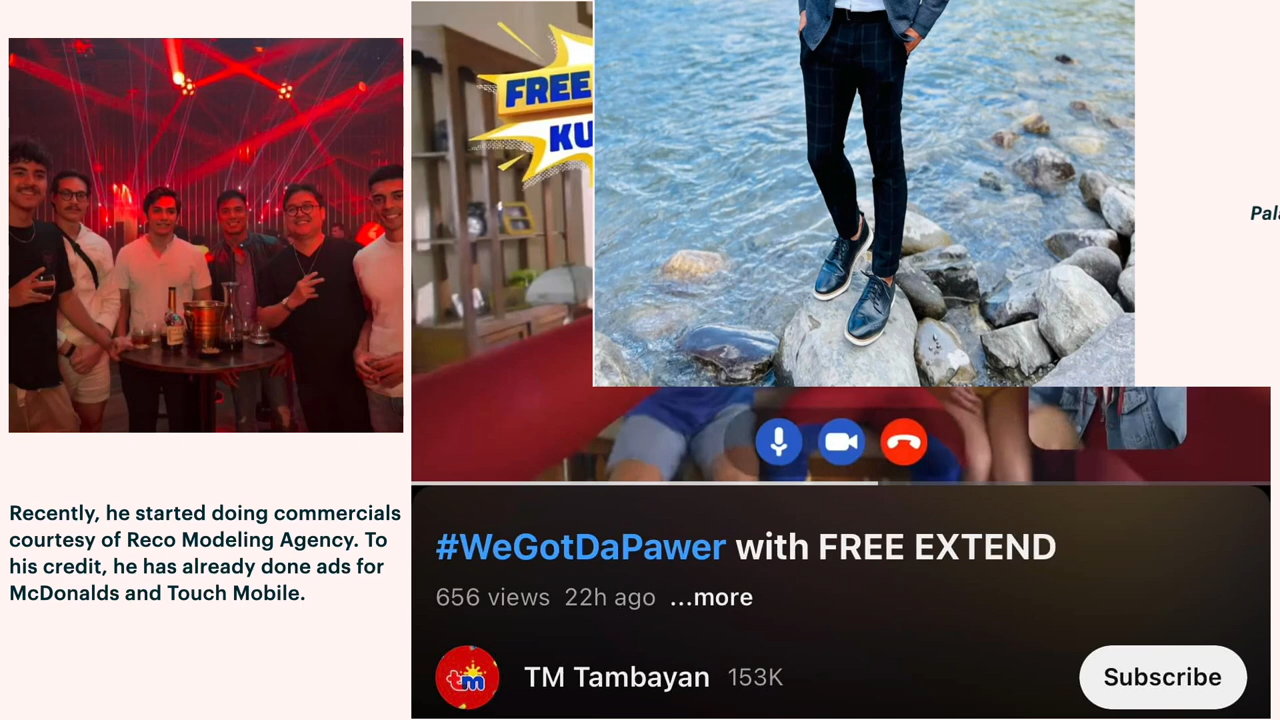 FREE
KU
Pala
Recently, he started doing commercials
courtesy of Reco Modeling Agency. To
his credit, he has already done ads for
McDonalds and Touch Mobile.
#WeGotDaPawer with FREE EXTEND
656 views 22h ago ...more
tm
TM Tambayan 153K
Subscribe